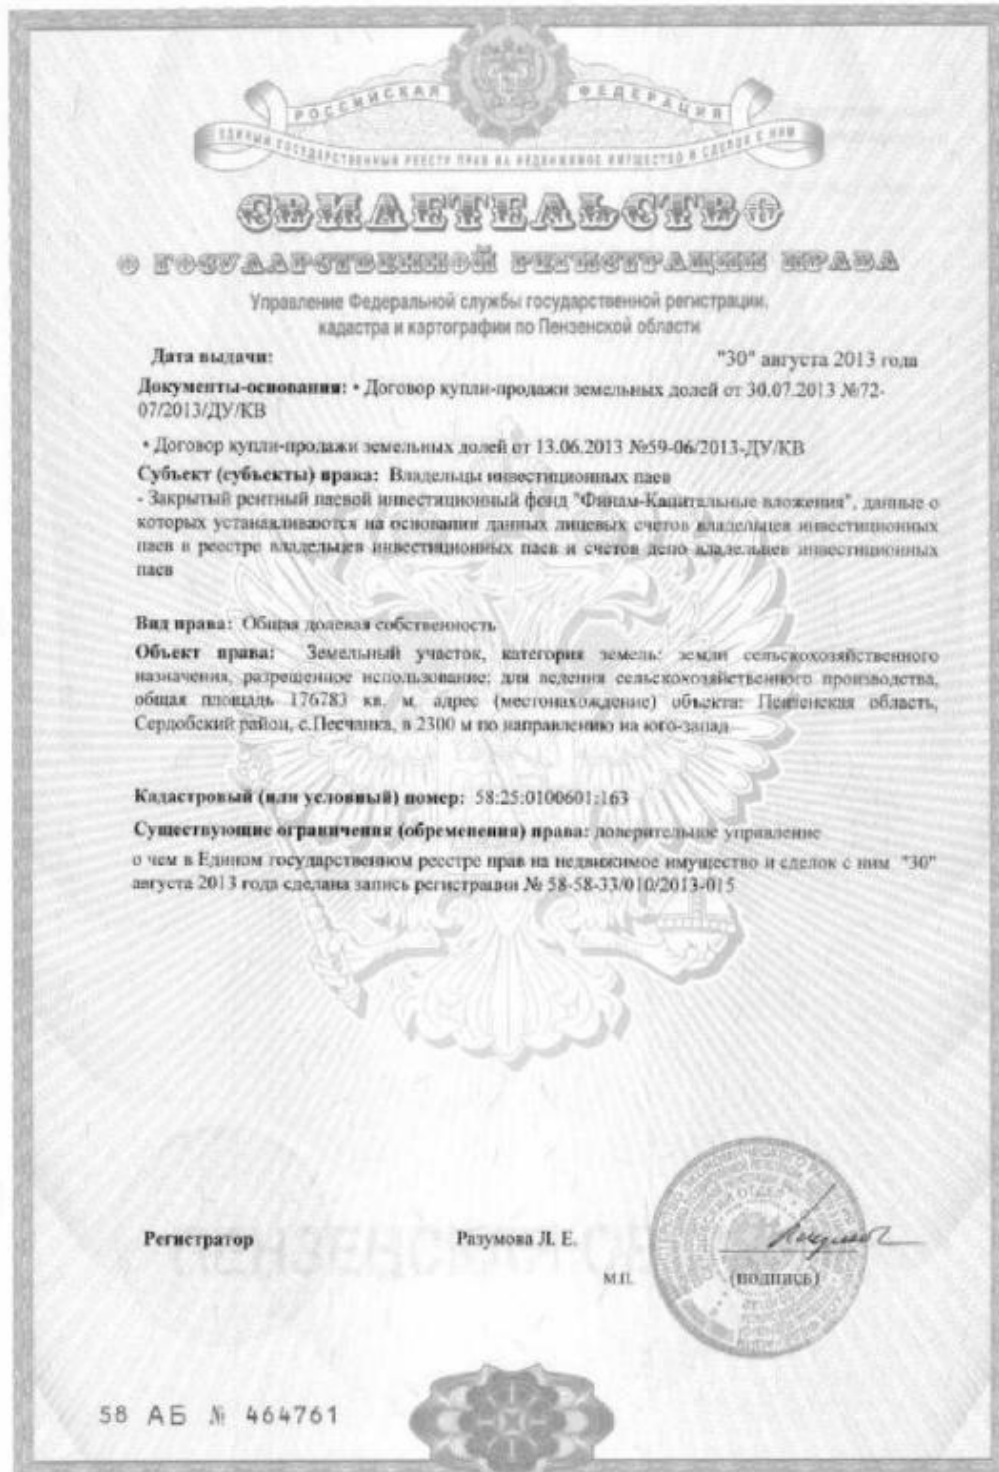 РОССИЙСКАЯ ФЕДЕРАЦИЯ
ЕДИНЫЙ ГОСУДАРСТВЕННЫЙ РЕЕСТР ПРАВ НА НЕДВИЖИМОЕ ИМУЩЕСТВО И СДЕЛОК С НИМ
СВИДЕТЕЛЬСТВО
О ГОСУДАРСТВЕННОЙ РЕГИСТРАЦИИ ПРАВА
Управление Федеральной службы государственной регистрации,
кадастра и картографии по Пензенской области
Дата выдачи: "30" августа 2013 года
Документы-основания: • Договор купли-продажи земельных долей от 30.07.2013 №72-
07/2013/ДУ/КВ
• Договор купли-продажи земельных долей от 13.06.2013 №59-06/2013-ДУ/КВ
Субъект (субъекты) права: Владельцы инвестиционных паев
- Закрытый рентный паевой инвестиционный фонд "Финам-Капитальные вложения", данные о
которых устанавливаются на основании данных лицевых счетов владельцев инвестиционных
паев в реестре владельцев инвестиционных паев и счетов депо владельцев инвестиционных
паев
Вид права: Общая долевая собственность
Объект права: Земельный участок, категория земель: земли сельскохозяйственного
назначения, разрешенное использование: для ведения сельскохозяйственного производства,
общая площадь 176783 кв. м, адрес (местонахождение) объекта: Пензенская область,
Сердобский район, с.Песчанка, в 2300 м по направлению на юго-запад
Кадастровый (или условный) номер: 58:25:0100601:163
Существующие ограничения (обременения) права: доверительное управление
о чем в Едином государственном реестре прав на недвижимое имущество и сделок с ним "30"
августа 2013 года сделана запись регистрации № 58-58-33/010/2013-015
Регистратор Разумова Л. Е.
М.П. (подпись)
58 АБ № 464761